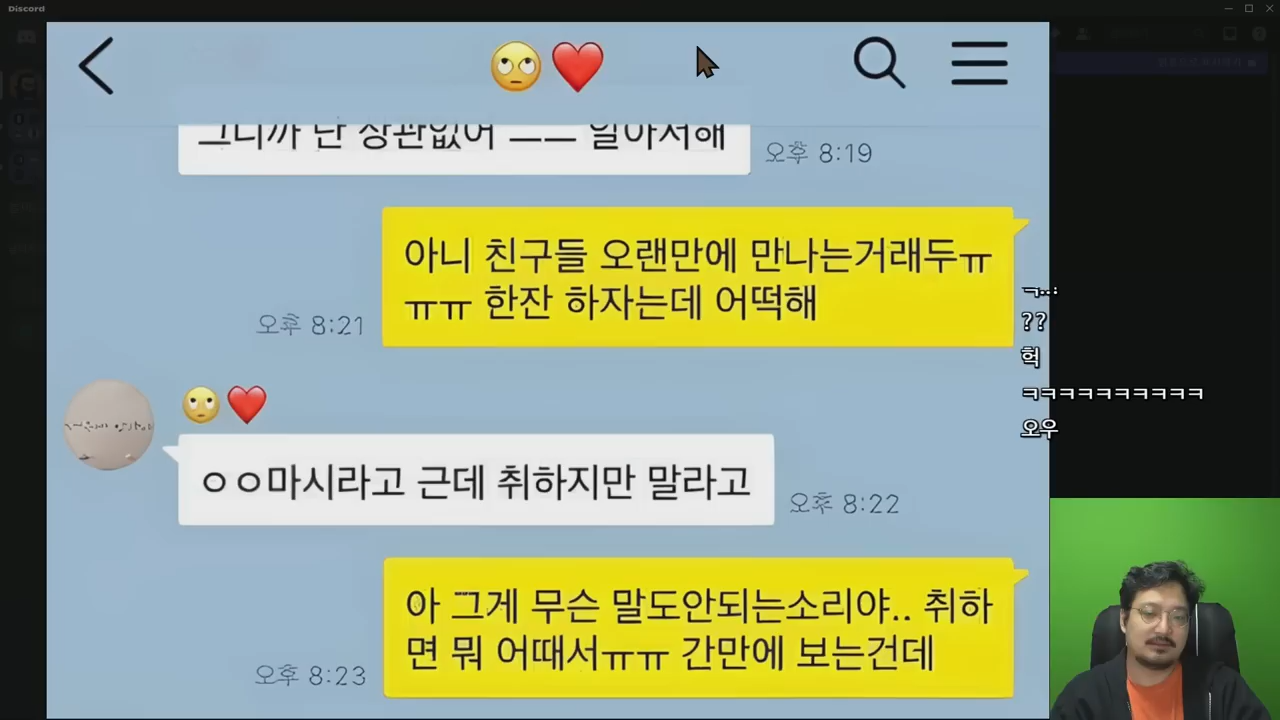 Discord
그니까 난 상관없어 ㅡㅡ 알아서해
오후 8:19
아니 친구들 오랜만에 만나는거래두ㅠ
ㅠㅠ 한잔 하자는데 어떡해
오후 8:21
ㅇㅇ마시라고 근데 취하지만 말라고
오후 8:22
아 그게 무슨 말도안되는소리야.. 취하
면 뭐 어때서ㅠㅠ 간만에 보는건데
오후 8:23
??
헉
ㅋㅋㅋㅋㅋㅋㅋㅋㅋㅋ
오우